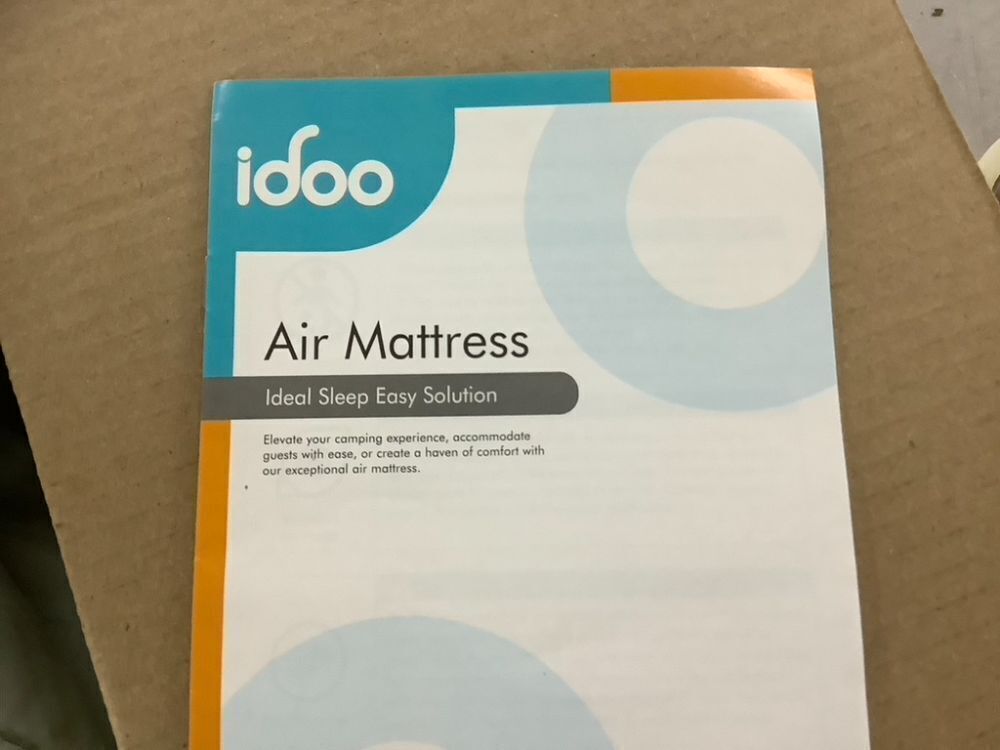 idoo
Air Mattress
Ideal Sleep Easy Solution
Elevate your camping experience, accommodate
guests with ease, or create a haven of comfort with
our exceptional air mattress.